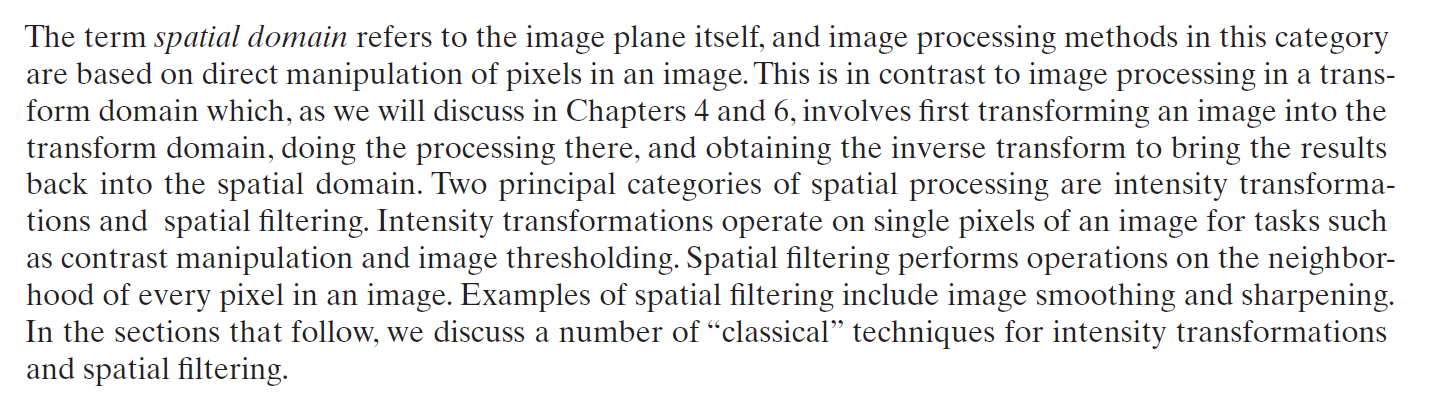 The term spatial domain refers to the image plane itself, and image processing methods in this category
are based on direct manipulation of pixels in an image. This is in contrast to image processing in a trans-
form domain which, as we will discuss in Chapters 4 and 6, involves first transforming an image into the
transform domain, doing the processing there, and obtaining the inverse transform to bring the results
back into the spatial domain. Two principal categories of spatial processing are intensity transforma-
tions and spatial filtering. Intensity transformations operate on single pixels of an image for tasks such
as contrast manipulation and image thresholding. Spatial filtering performs operations on the neighbor-
hood of every pixel in an image. Examples of spatial filtering include image smoothing and sharpening.
In the sections that follow, we discuss a number of “classical” techniques for intensity transformations
and spatial filtering.